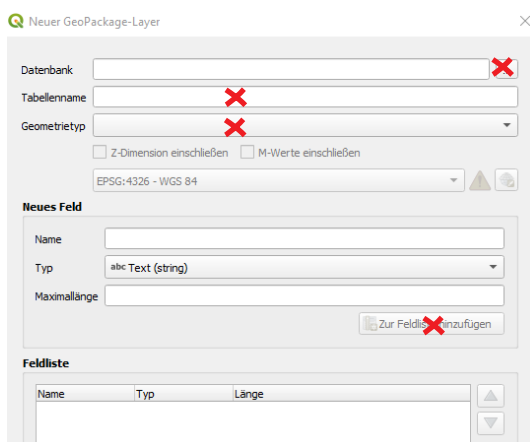 Neuer GeoPackage-Layer
Datenbank
Tabellenname
Geometrietyp
Z-Dimension einschließen M-Werte einschließen
EPSG:4326 - WGS 84
Neues Feld
Name
Typ abc Text (string)
Maximallänge
Zur Feldliste hinzufügen
Feldliste
Name Typ Länge